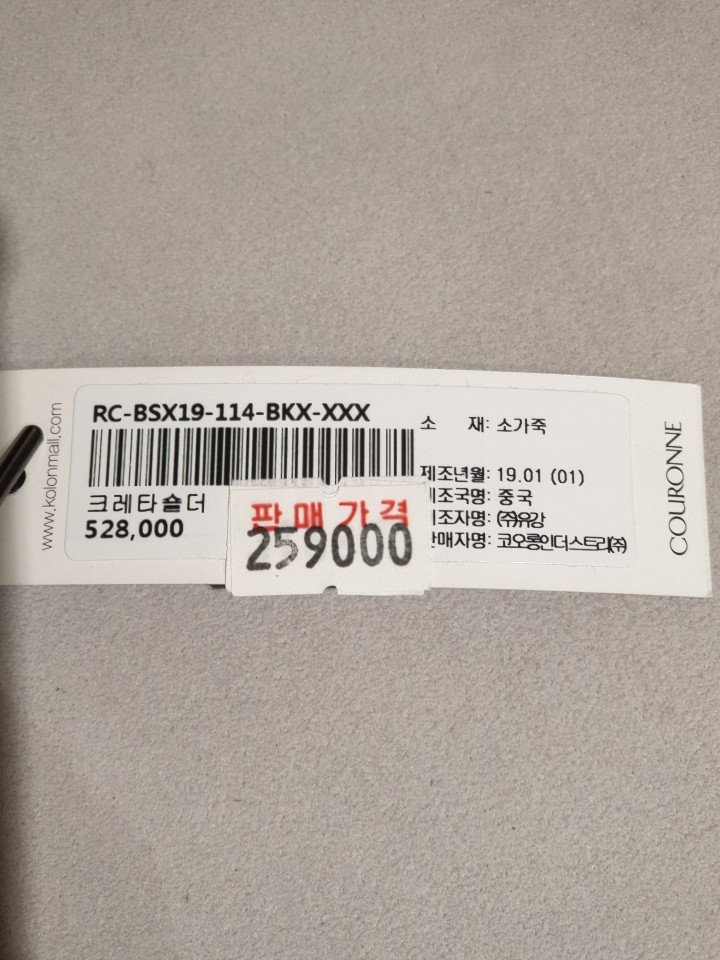 www.kolonmall.com
RC-BSX19-114-BKX-XXX
크레타숄더
528,000
판매가격
259000
소 재: 소가죽
제조년월: 19.01 (01)
제조국명: 중국
제조자명: ㈜유강
판매자명: 코오롱인더스트리㈜
COURONNE